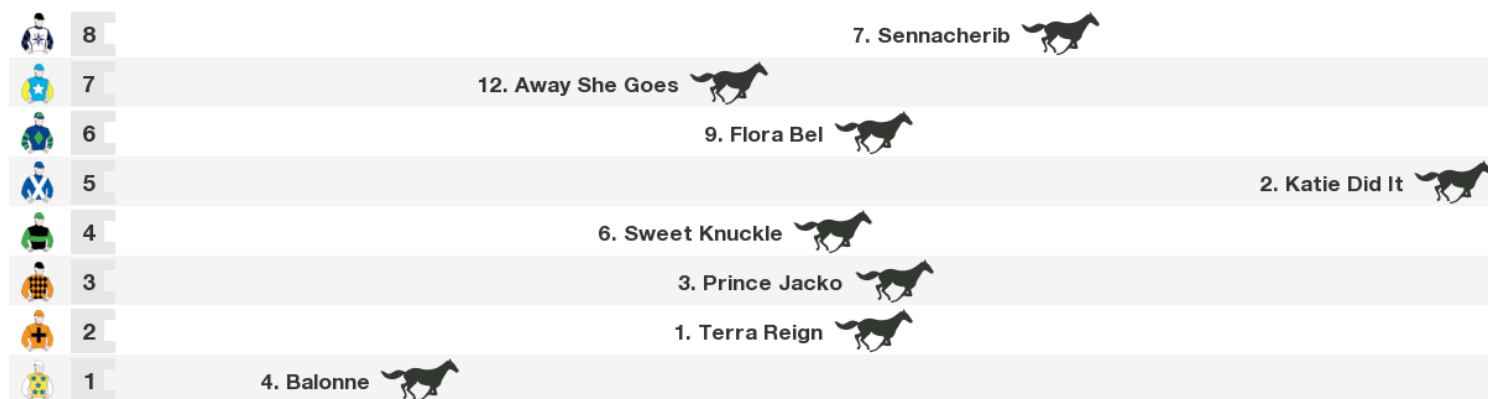 8 7. Sennacherib
7 12. Away She Goes
6 9. Flora Bel
5 2. Katie Did It
4 6. Sweet Knuckle
3 3. Prince Jacko
2 1. Terra Reign
1 4. Balonne